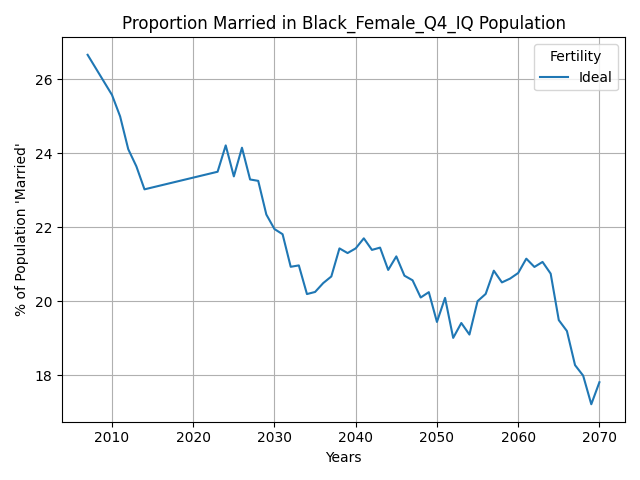 Proportion Married in Black_Female_Q4_IQ Population
Fertility
Ideal
% of Population 'Married'
26
24
22
20
18
2010 2020 2030 2040 2050 2060 2070
Years